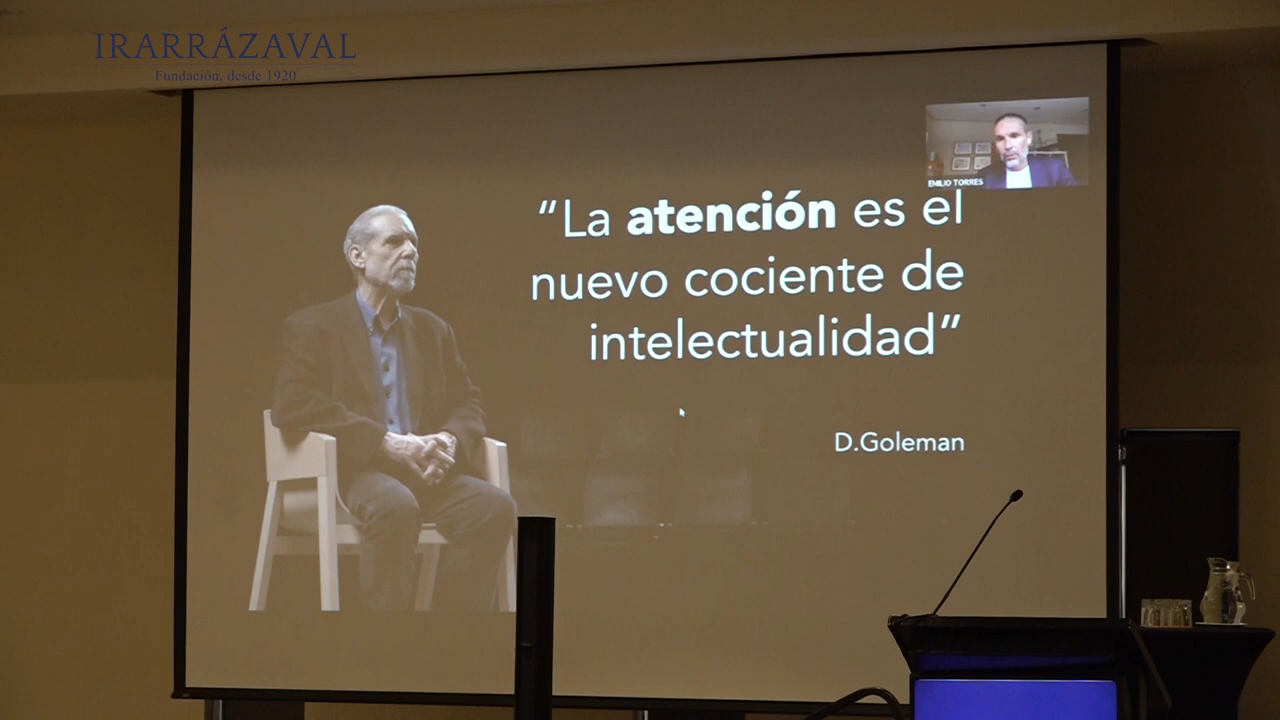 IRARRÁZAVAL
Fundación, desde 1920
EMILIO TORRES
“La atención es el
nuevo cociente de
intelectualidad”
D.Goleman